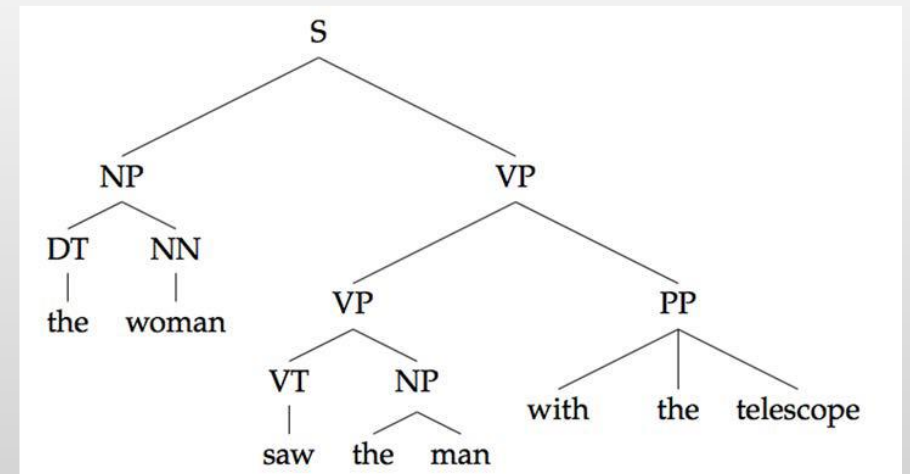 S
NP VP
DT NN
VP PP
the woman
VT NP
with the telescope
saw the man